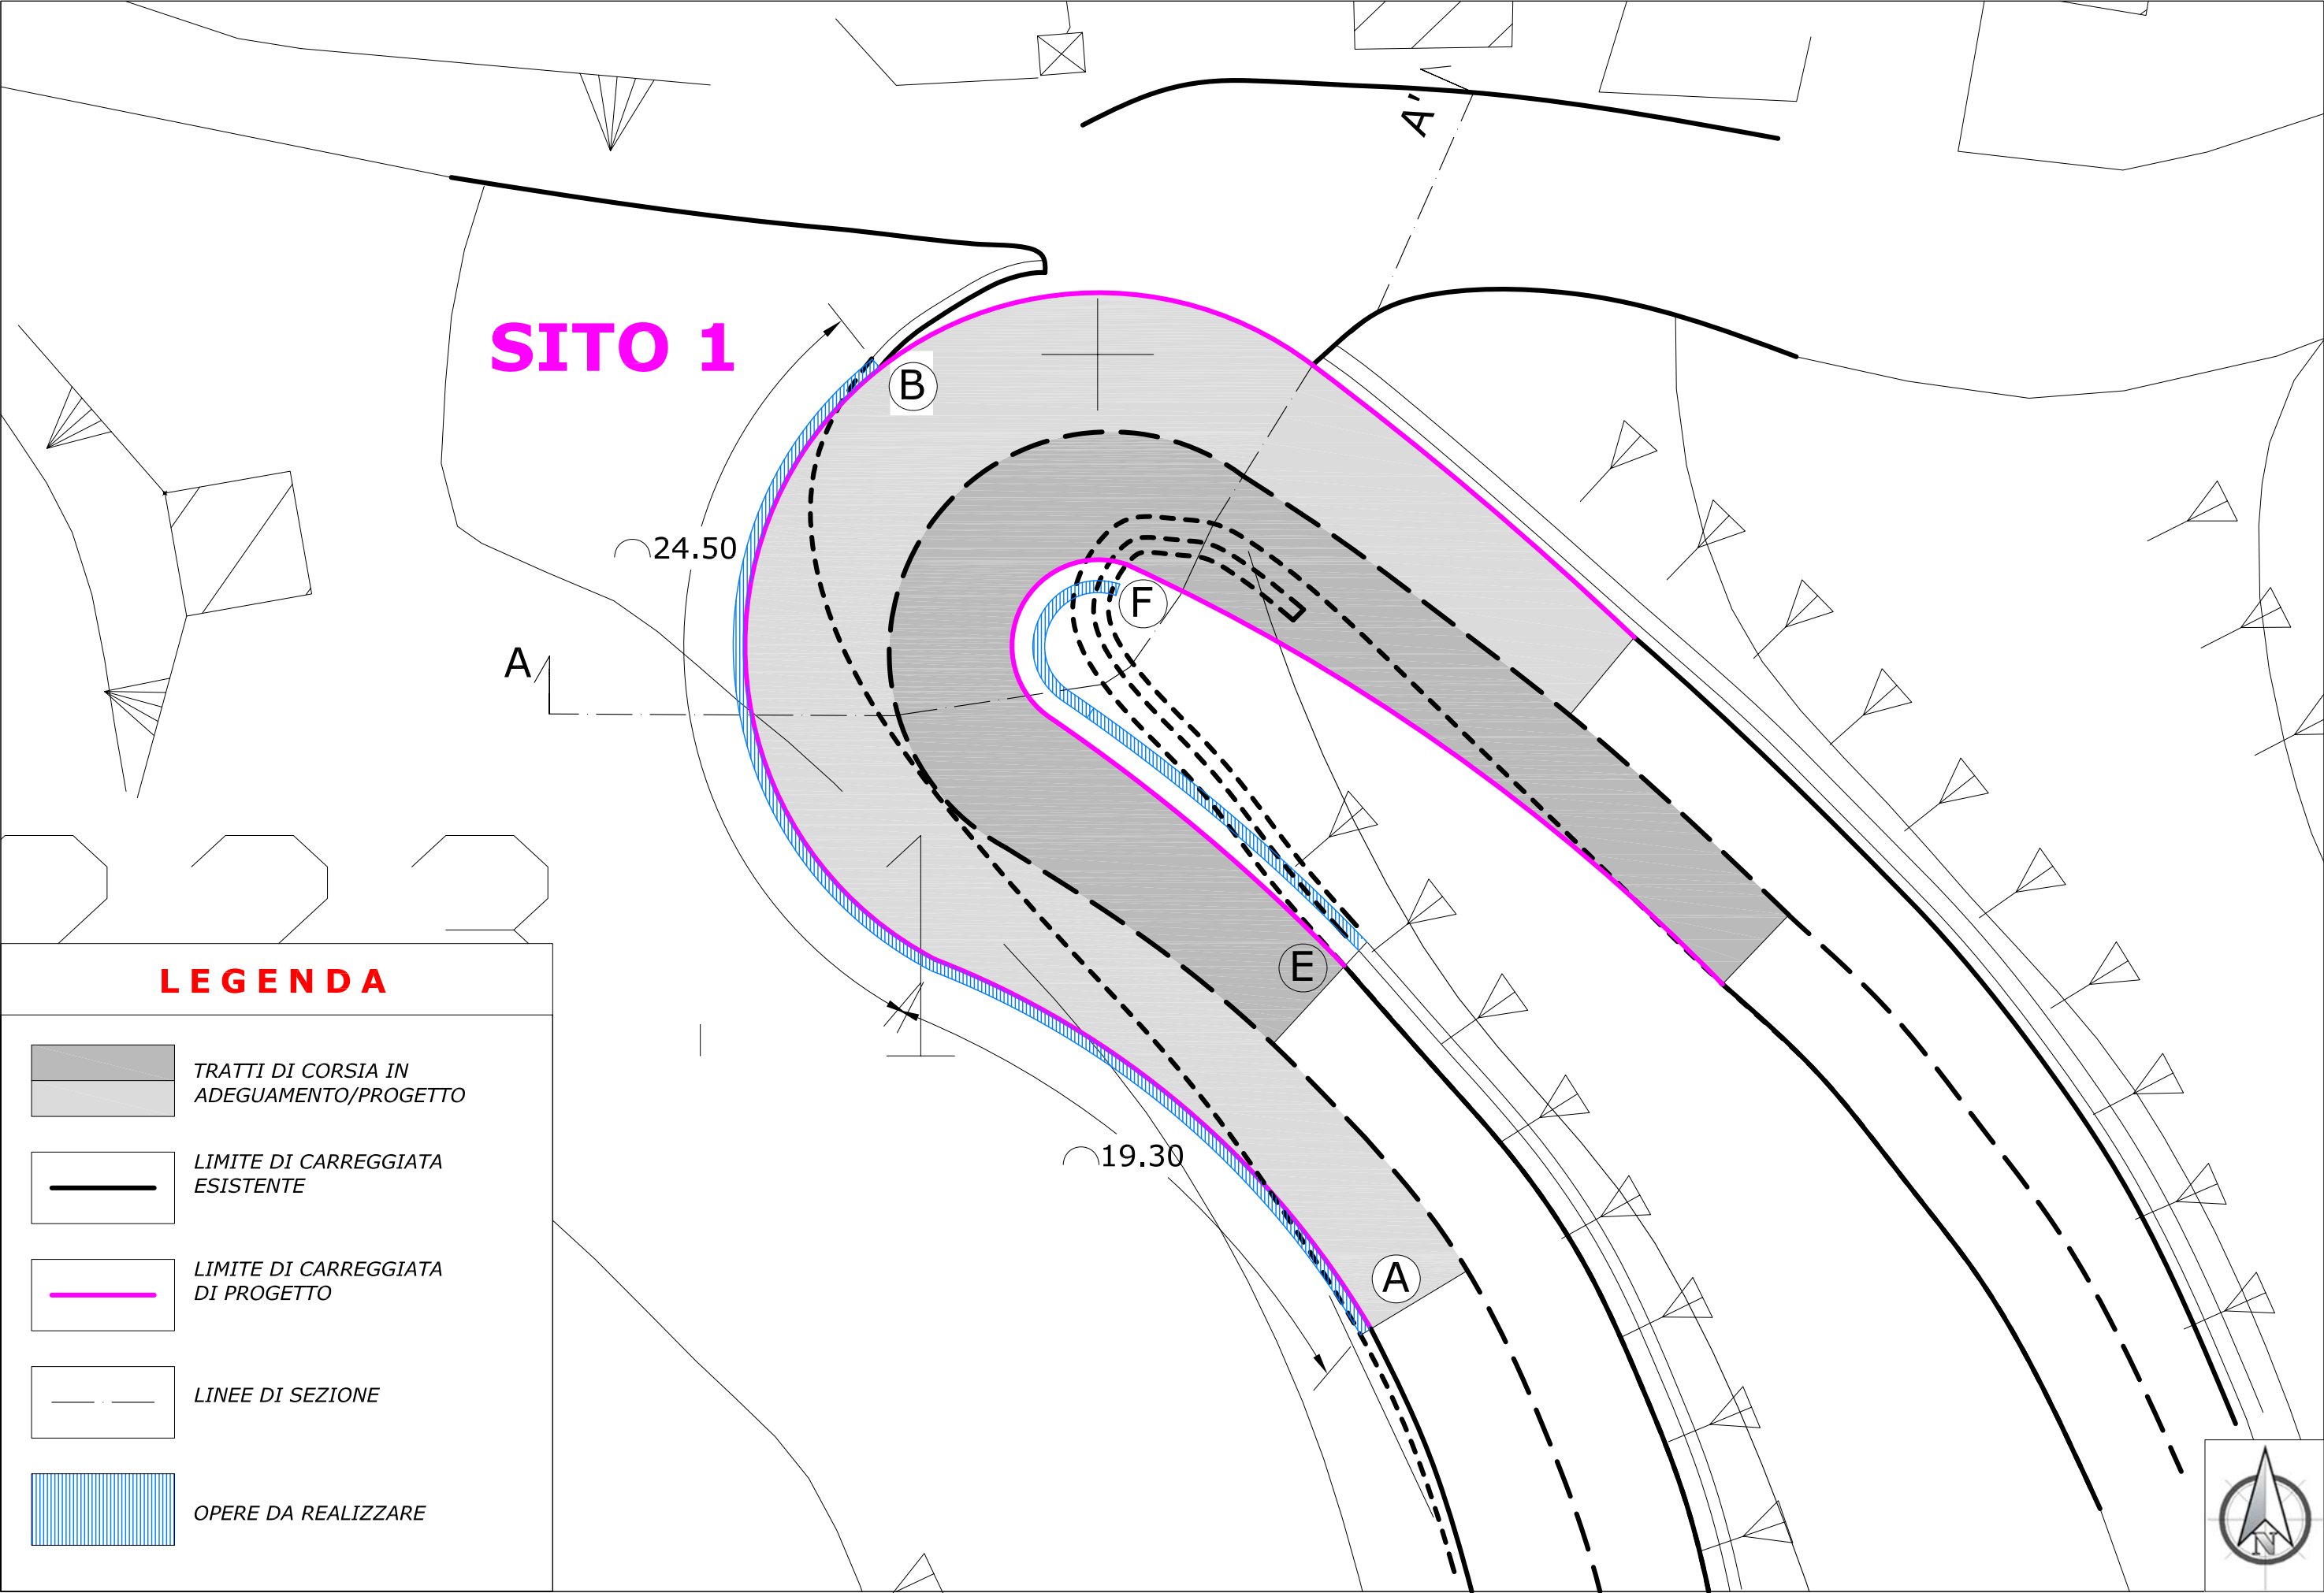 A'
SITO 1
B
24.50
F
A
E
LEGENDA
TRATTI DI CORSIA IN
ADEGUAMENTO/PROGETTO
19.30
LIMITE DI CARREGGIATA
ESISTENTE
A
LIMITE DI CARREGGIATA
DI PROGETTO
LINEE DI SEZIONE
OPERE DA REALIZZARE
N